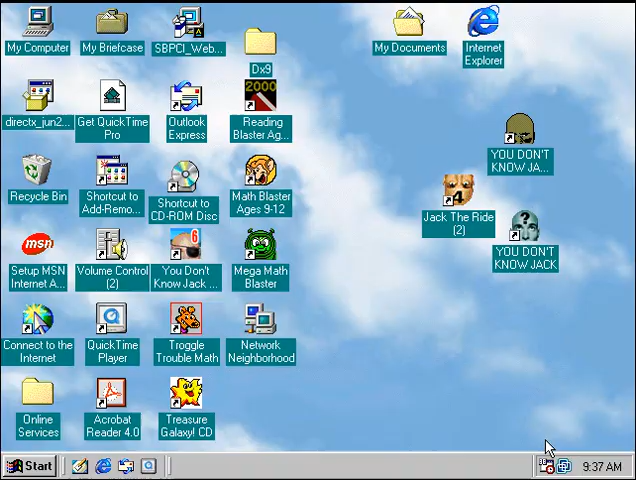 My Computer
My Briefcase
SBPCI_Web...
Dx9
My Documents
Internet
Explorer
directx_jun2...
Get QuickTime
Pro
Outlook
Express
2000
Reading
Blaster Ag...
YOU DON'T
KNOW JA...
Recycle Bin
Shortcut to
Add-Remo...
Shortcut to
CD-ROM Disc
Math Blaster
Ages 9-12
4
Jack The Ride
(2)
?
YOU DON'T
KNOW JACK
msn
Setup MSN
Internet A...
Volume Control
(2)
6
You Don't
Know Jack ...
Mega Math
Blaster
Connect to the
Internet
QuickTime
Player
Troggle
Trouble Math
Network
Neighborhood
Online
Services
Acrobat
Reader 4.0
Treasure
Galaxy! CD
Start
9:37 AM